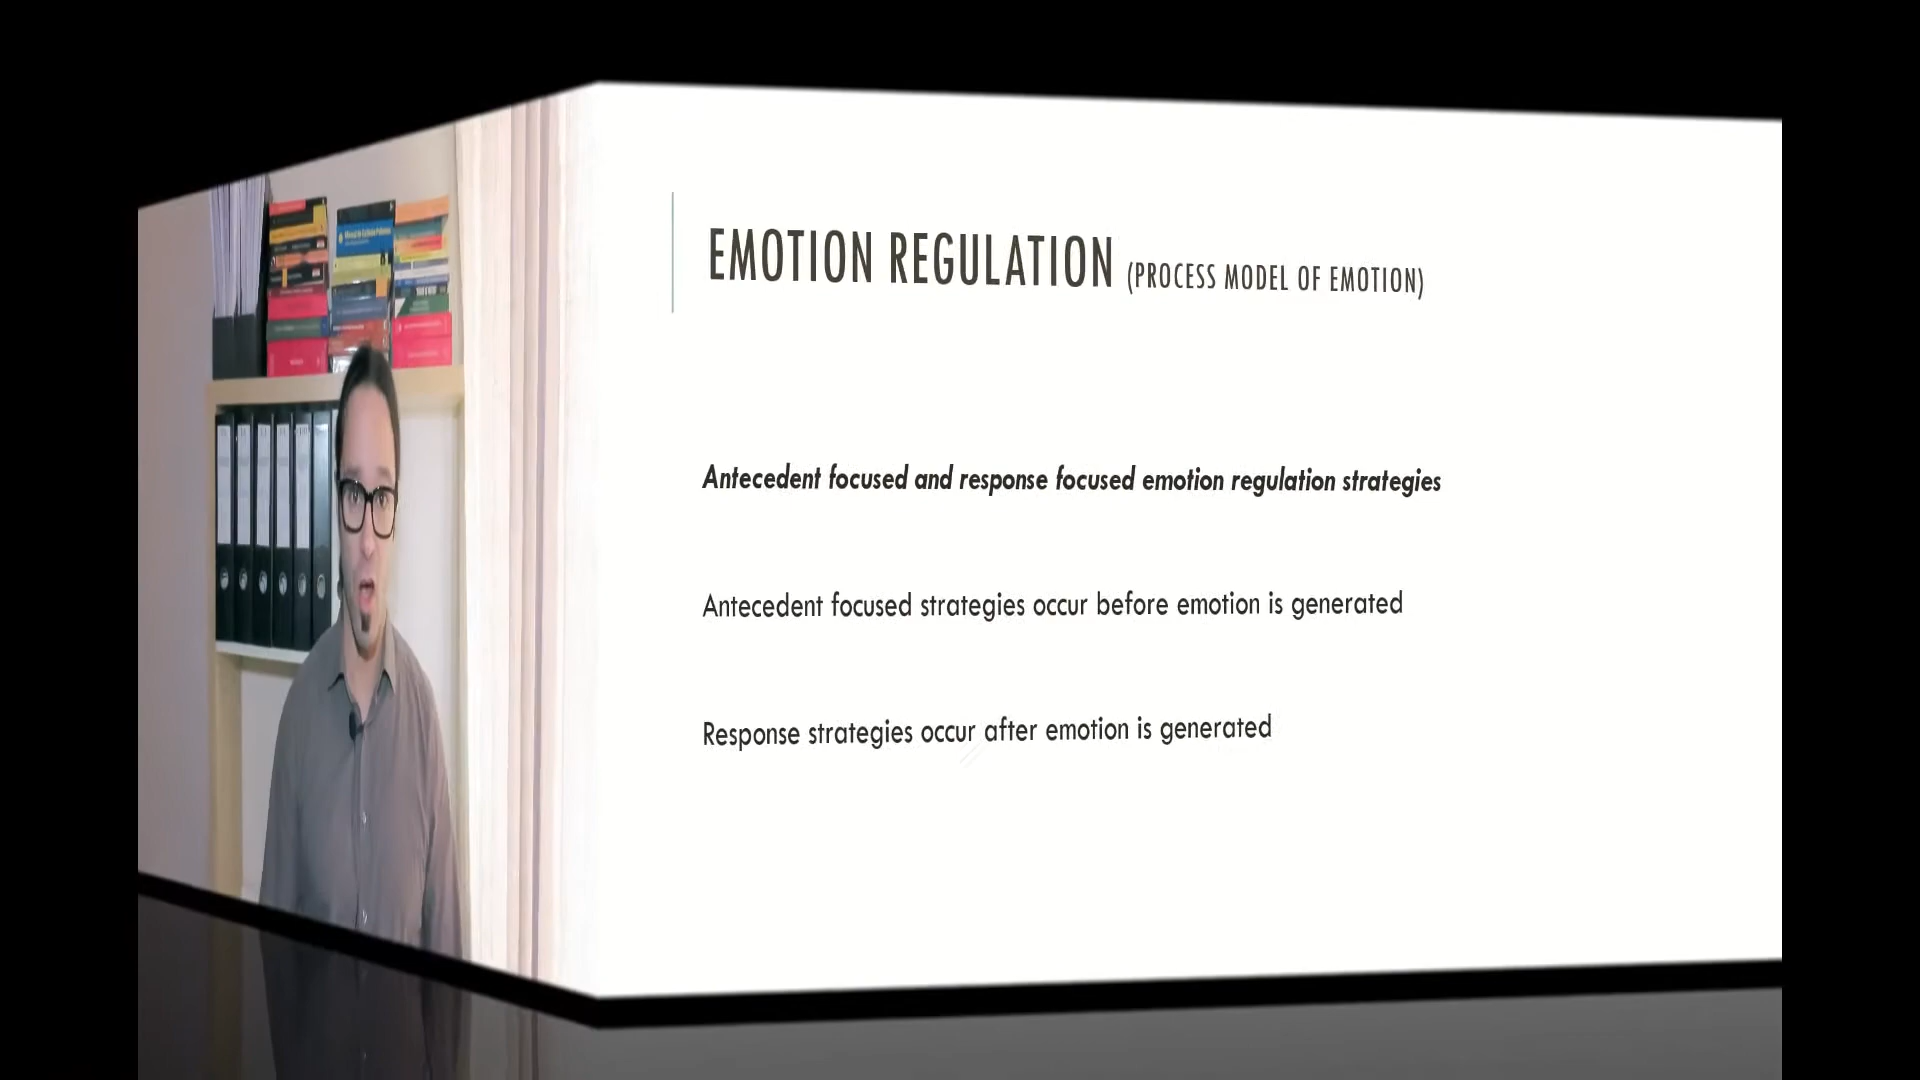 EMOTION REGULATION (PROCESS MODEL OF EMOTION)
Antecedent focused and response focused emotion regulation strategies
Antecedent focused strategies occur before emotion is generated
Response strategies occur after emotion is generated